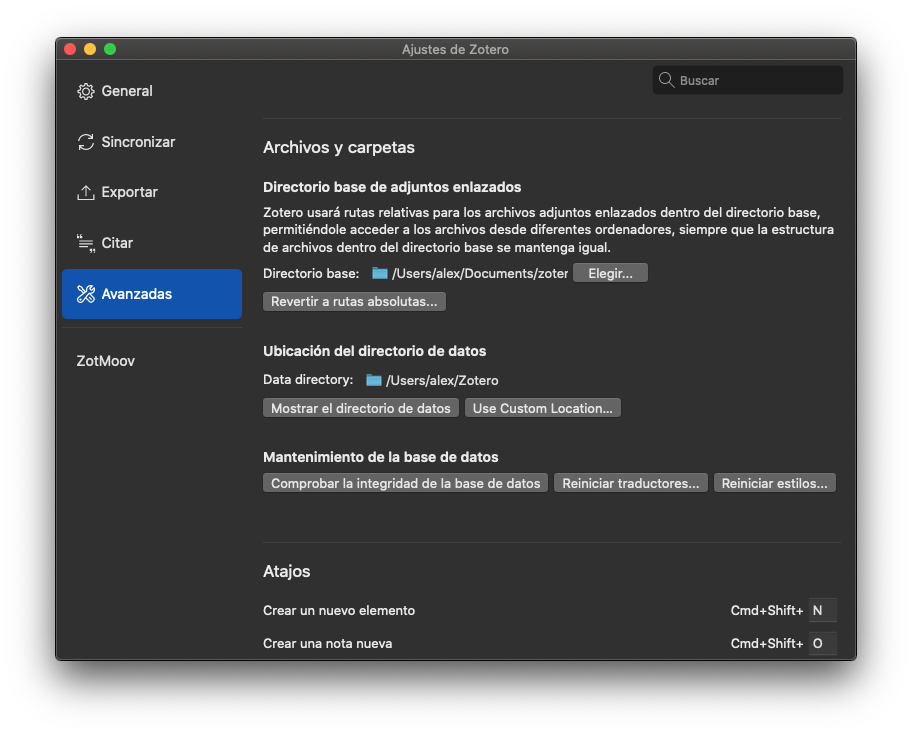 Ajustes de Zotero
General
Sincronizar
Exportar
Citar
Avanzadas
ZotMoov
Buscar
Archivos y carpetas
Directorio base de adjuntos enlazados
Zotero usará rutas relativas para los archivos adjuntos enlazados dentro del directorio base,
permitiéndole acceder a los archivos desde diferentes ordenadores, siempre que la estructura
de archivos dentro del directorio base se mantenga igual.
Directorio base: /Users/alex/Documents/zoter Elegir...
Revertir a rutas absolutas...
Ubicación del directorio de datos
Data directory: /Users/alex/Zotero
Mostrar el directorio de datos Use Custom Location...
Mantenimiento de la base de datos
Comprobar la integridad de la base de datos Reiniciar traductores... Reiniciar estilos...
Atajos
Crear un nuevo elemento Cmd+Shift+ N
Crear una nota nueva Cmd+Shift+ O